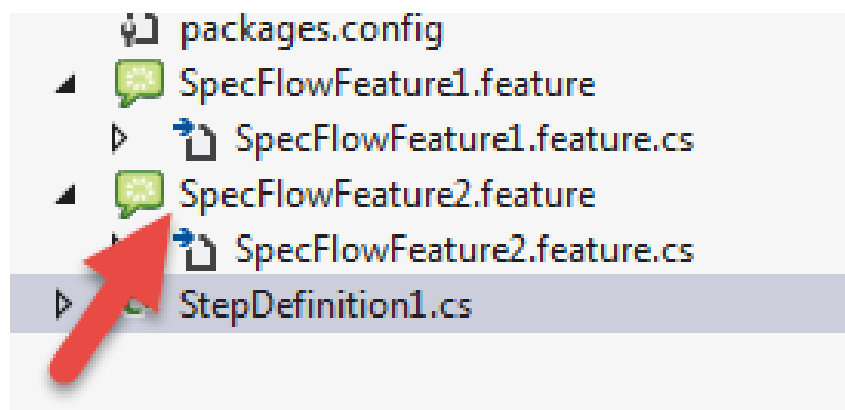 packages.config
SpecFlowFeature1.feature
SpecFlowFeature1.feature.cs
SpecFlowFeature2.feature
SpecFlowFeature2.feature.cs
StepDefinition1.cs